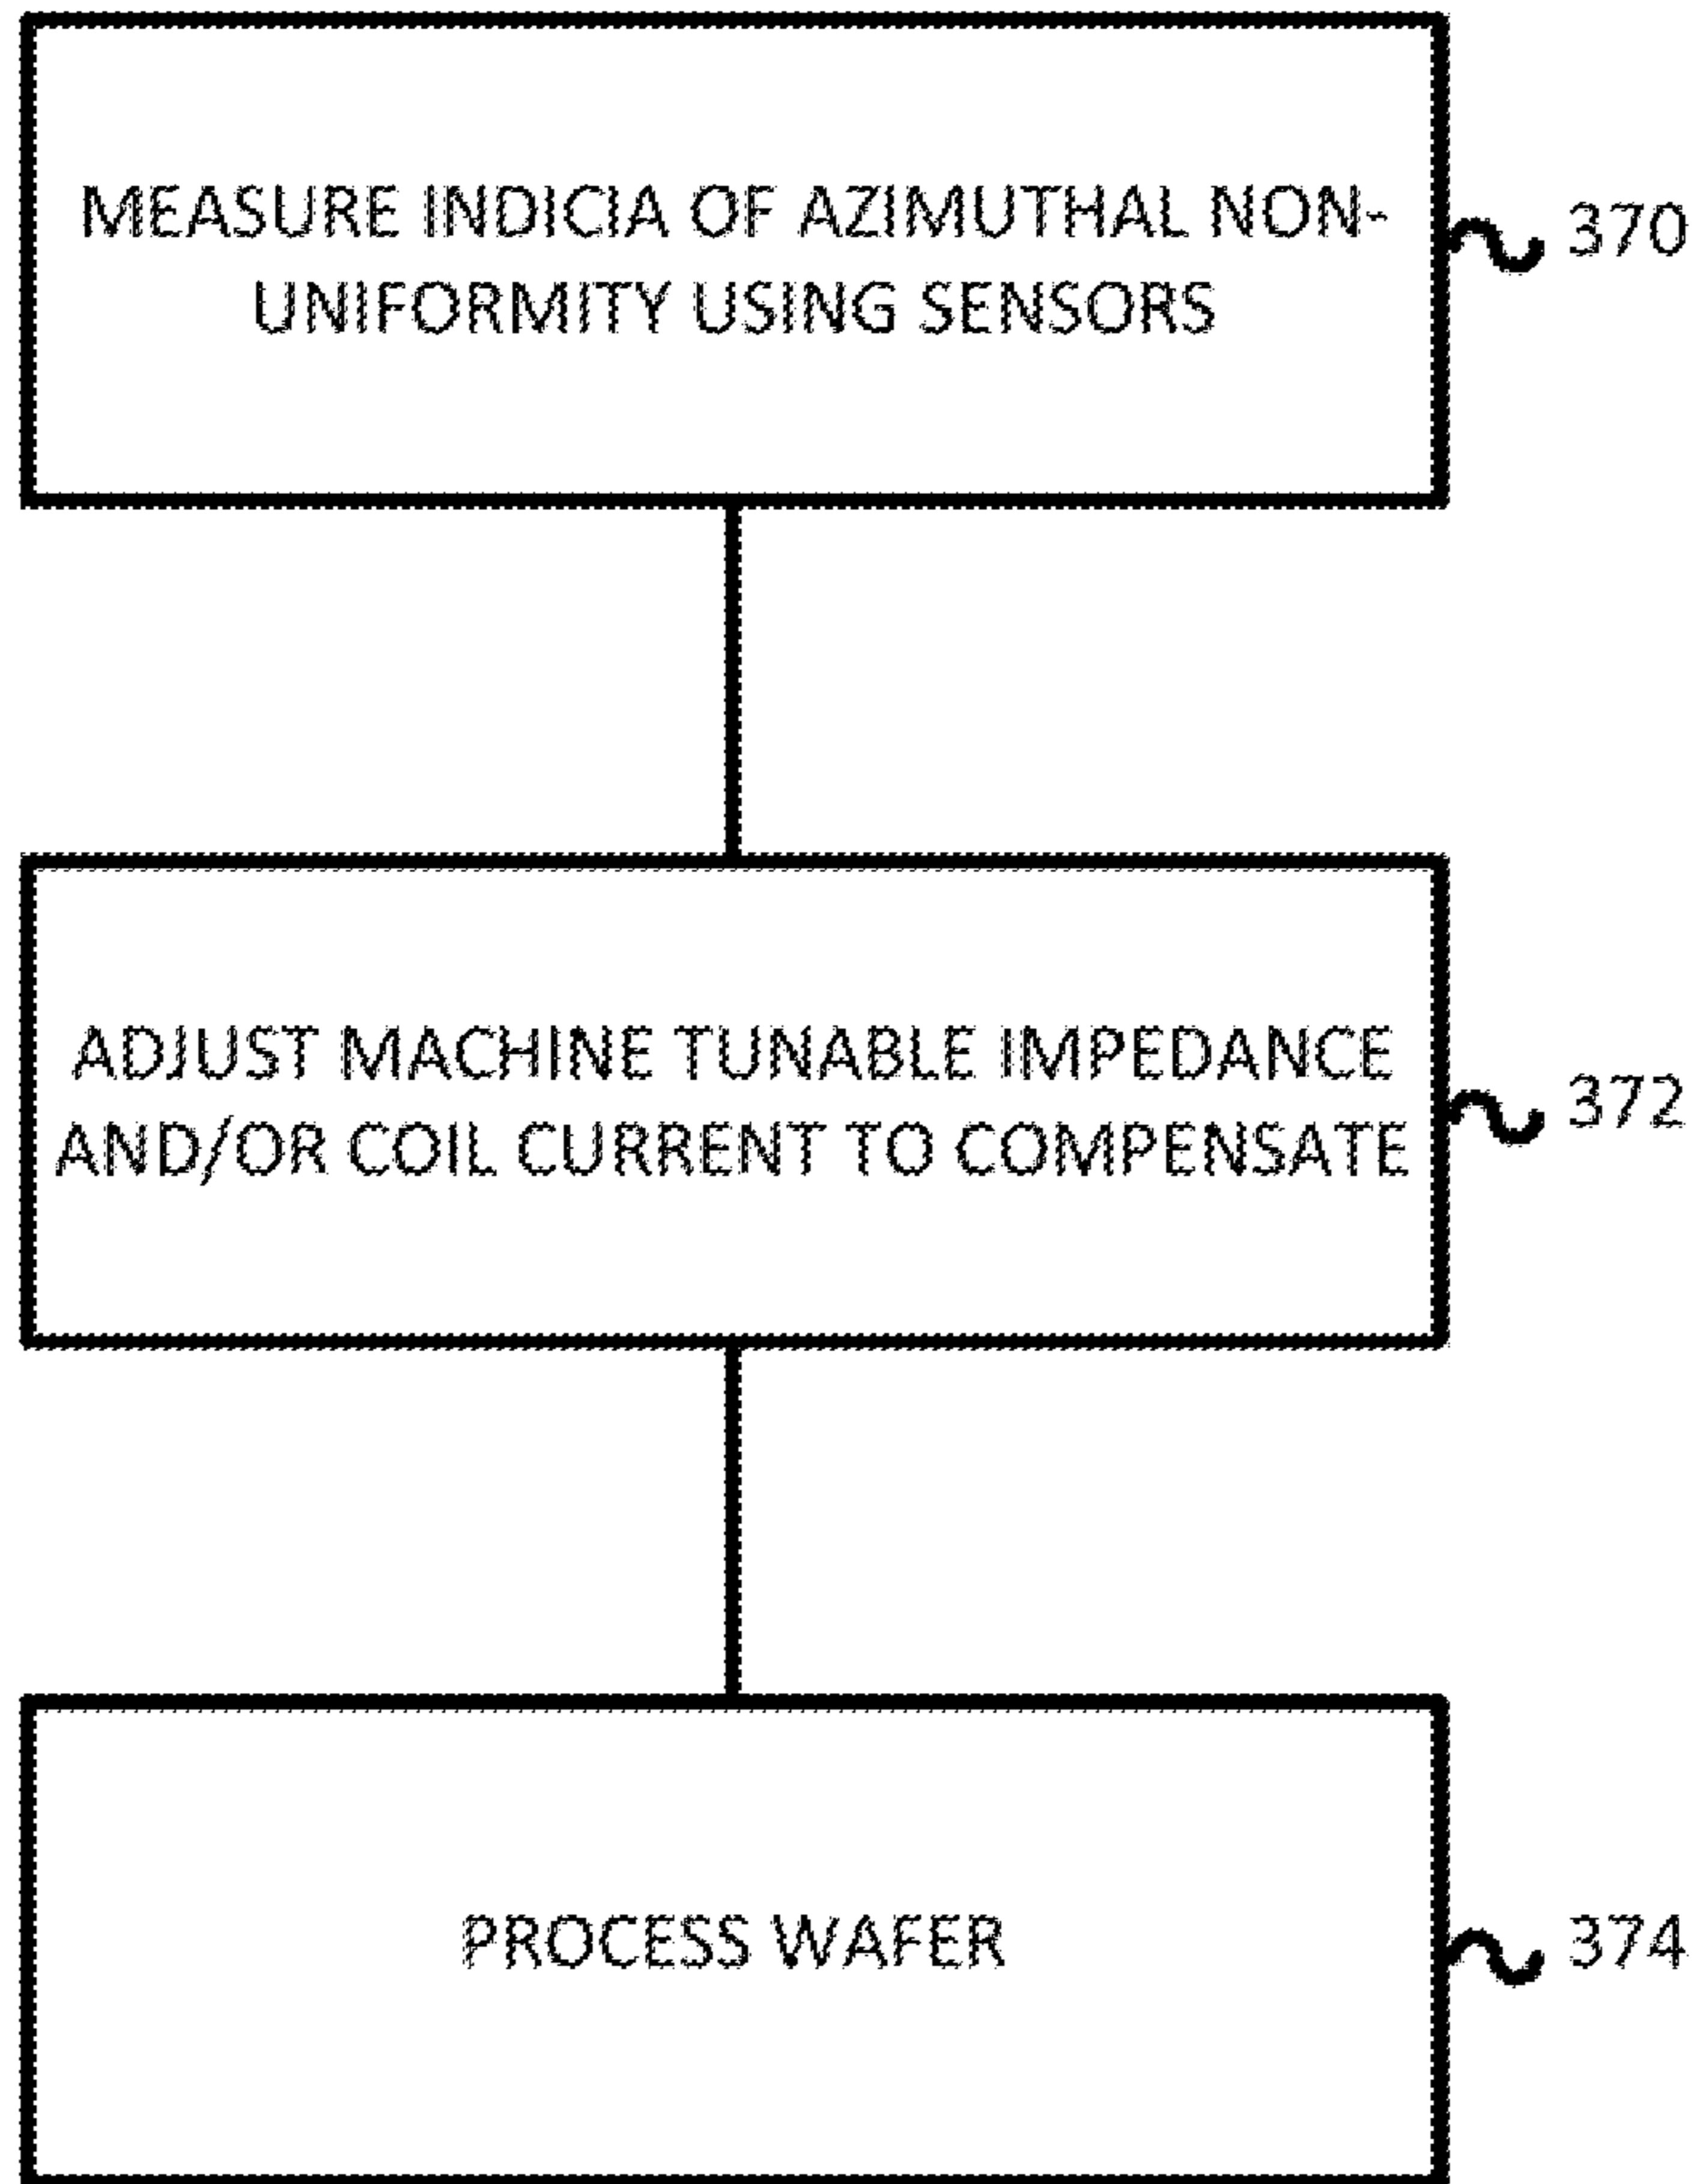 MEASURE INDICIA OF AZIMUTHAL NON-
UNIFORMITY USING SENSORS
370
ADJUST MACHINE TUNABLE IMPEDANCE
AND/OR COIL CURRENT TO COMPENSATE
372
PROCESS WAFER
374